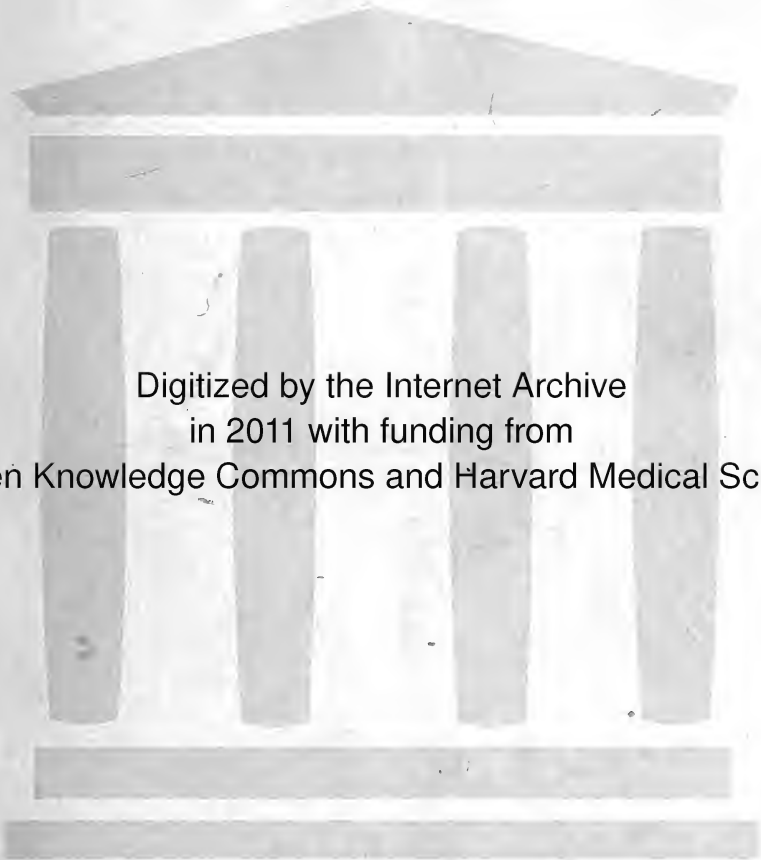 Digitized by the Internet Archive
in 2011 with funding from
en Knowledge Commons and Harvard Medical Sc